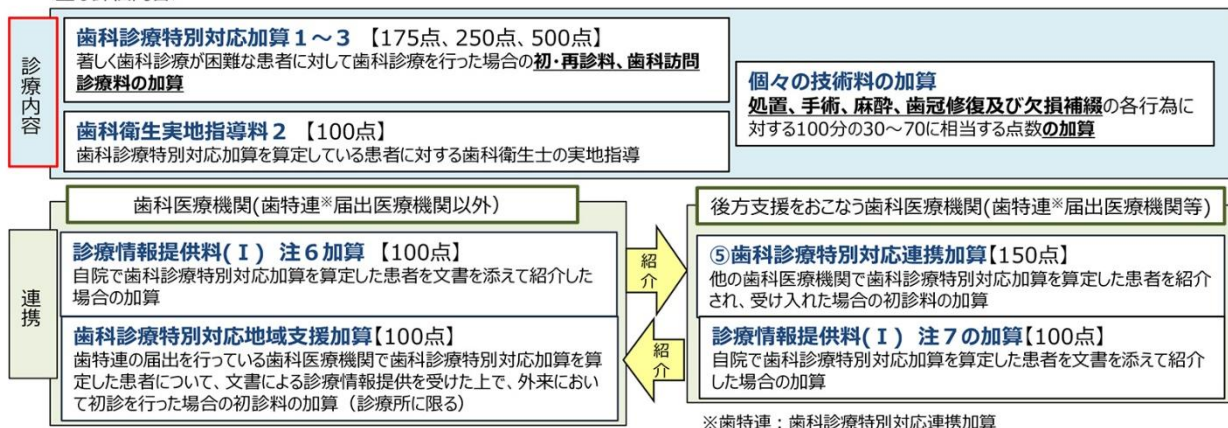 診療内容
歯科診療特別対応加算1～3 【175点、250点、500点】
著しく歯科診療が困難な患者に対して歯科診療を行った場合の初・再診料、歯科訪問
診療料の加算
歯科衛生実地指導料2 【100点】
歯科診療特別対応加算を算定している患者に対する歯科衛生士の実地指導
個々の技術料の加算
処置、手術、麻酔、歯冠修復及び欠損補綴の各行為に
対する100分の30～70に相当する点数の加算
連携
歯科医療機関(歯特連※届出医療機関以外）
診療情報提供料(Ⅰ) 注6加算 【100点】
自院で歯科診療特別対応加算を算定した患者を文書を添えて紹介した
場合の加算
歯科診療特別対応地域支援加算【100点】
歯特連の届出を行っている歯科医療機関で歯科診療特別対応加算を算
定した患者について、文書による診療情報提供を受けた上で、外来におい
て初診を行った場合の初診料の加算（診療所に限る）
紹介
紹介
後方支援をおこなう歯科医療機関(歯特連※届出医療機関等)
⑤歯科診療特別対応連携加算【150点】
他の歯科医療機関で歯科診療特別対応加算を算定した患者を紹介
され、受け入れた場合の初診料の加算
診療情報提供料(Ⅰ) 注7の加算【100点】
自院で歯科診療特別対応加算を算定した患者を文書を添えて紹介
した場合の加算
※歯特連：歯科診療特別対応連携加算